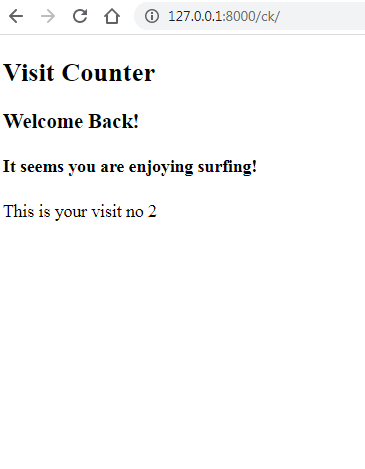 127.0.0.1:8000/ck/
Visit Counter
Welcome Back!
It seems you are enjoying surfing!
This is your visit no 2